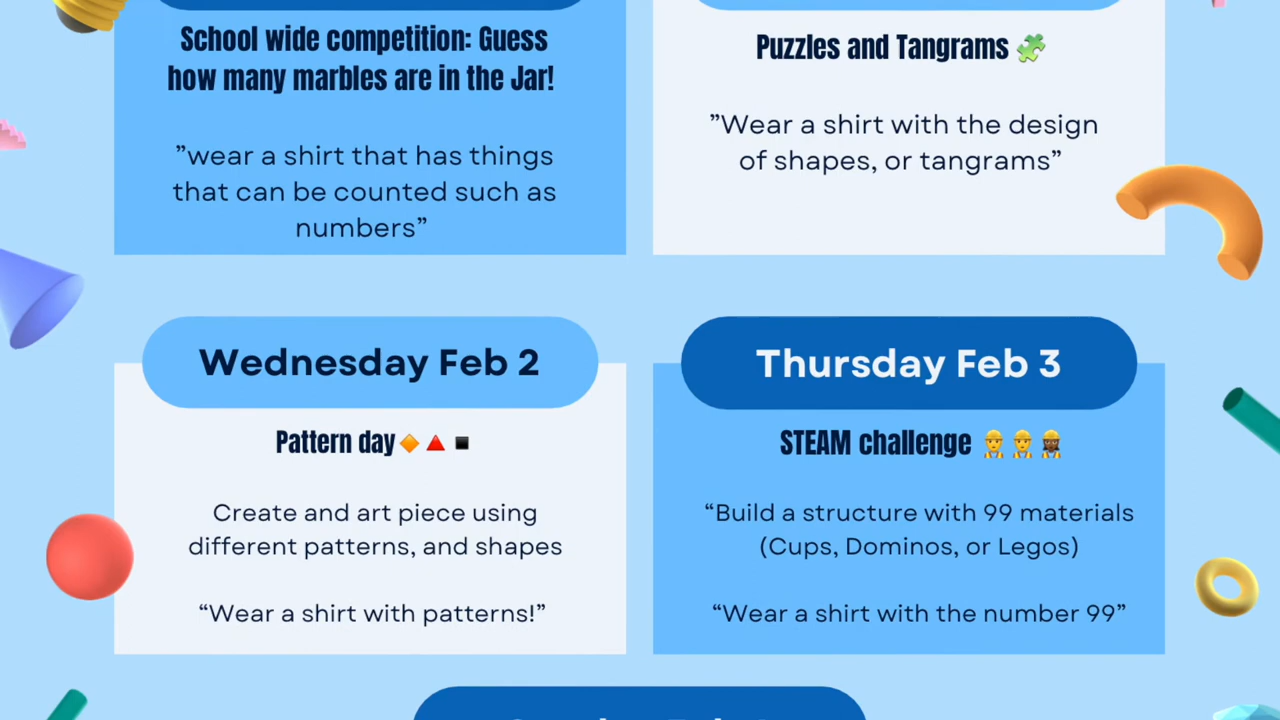 School wide competition: Guess
how many marbles are in the Jar!
”wear a shirt that has things
that can be counted such as
numbers”
Puzzles and Tangrams 🧩
”Wear a shirt with the design
of shapes, or tangrams”
Wednesday Feb 2
Pattern day🔸🔺▪️
Create and art piece using
different patterns, and shapes
“Wear a shirt with patterns!”
Thursday Feb 3
STEAM challenge 👷👷👷🏿‍♀️
“Build a structure with 99 materials
(Cups, Dominos, or Legos)
“Wear a shirt with the number 99”